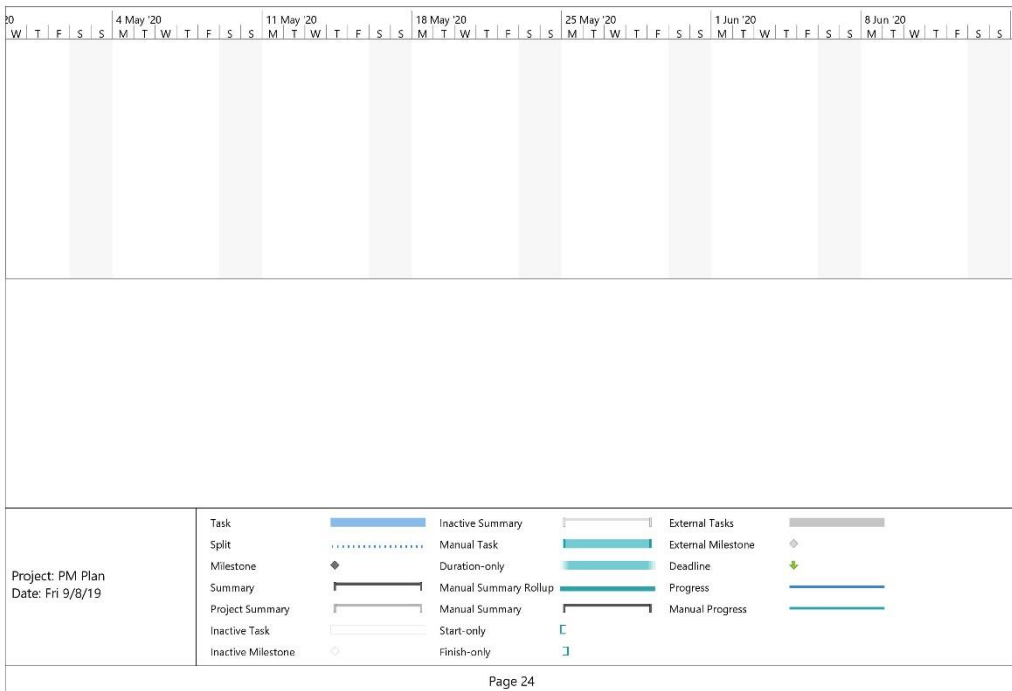 20 4 May '20 11 May '20 18 May '20 25 May '20 1 Jun '20 8 Jun '20
W T F S S M T W T F S S M T W T F S S M T W T F S S M T W T F S S M T W T F S S M T W T F S S
Task Inactive Summary External Tasks
Split Manual Task External Milestone
Milestone Duration-only Deadline
Project: PM Plan
Date: Fri 9/8/19
Summary Manual Summary Rollup Progress
Project Summary Manual Summary Manual Progress
Inactive Task Start-only
Inactive Milestone Finish-only
Page 24